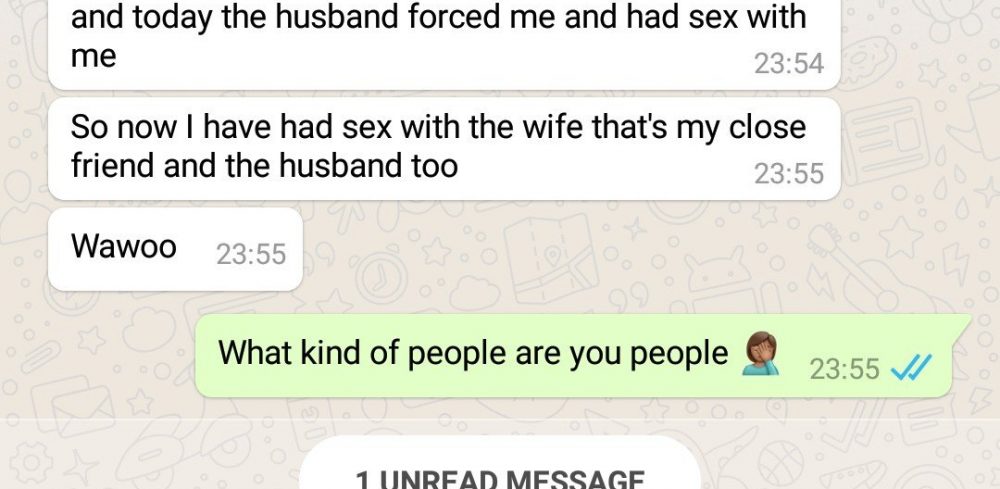 and today the husband forced me and had sex with
me
23:54
So now I have had sex with the wife that's my close
friend and the husband too
23:55
Wawoo 23:55
What kind of people are you people 🤦🏾‍♀️ 23:55
1 UNREAD MESSAGE